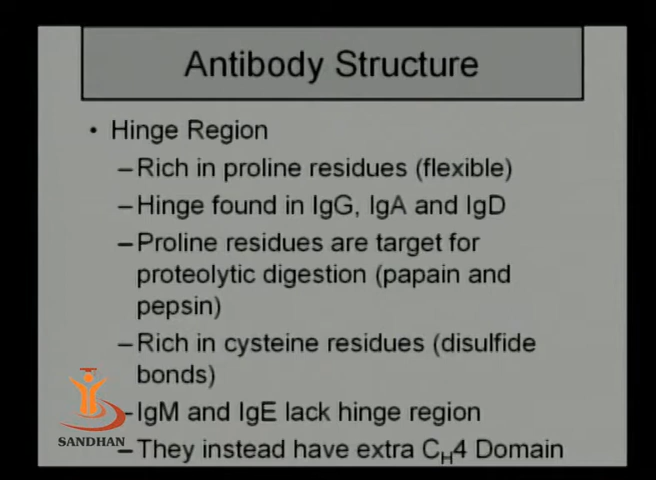 Antibody Structure
• Hinge Region
–Rich in proline residues (flexible)
–Hinge found in IgG, IgA and IgD
–Proline residues are target for
proteolytic digestion (papain and
pepsin)
–Rich in cysteine residues (disulfide
bonds)
–IgM and IgE lack hinge region
SANDHAN
–They instead have extra CH4 Domain